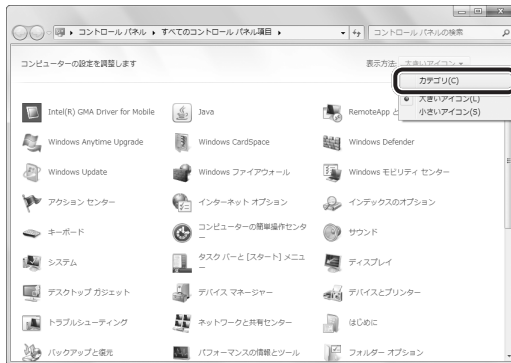 コントロール パネル ▸ すべてのコントロール パネル項目 ▸
コントロール パネルの検索
コンピューターの設定を調整します
表示方法: 大きいアイコン
カテゴリ(C)
大きいアイコン(L)
小さいアイコン(S)
Intel(R) GMA Driver for Mobile
Java
RemoteApp と
Windows Anytime Upgrade
Windows CardSpace
Windows Defender
Windows Update
Windows ファイアウォール
Windows モビリティ センター
アクション センター
インターネット オプション
インデックスのオプション
キーボード
コンピューターの簡単操作センタ
ー
サウンド
システム
タスク バーと [スタート] メニュ
ー
ディスプレイ
デスクトップ ガジェット
デバイス マネージャー
デバイスとプリンター
トラブルシューティング
ネットワークと共有センター
はじめに
バックアップと復元
パフォーマンスの情報とツール
フォルダー オプション